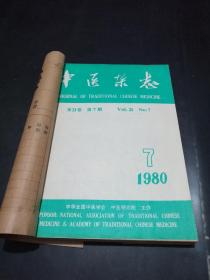 中医杂志
JOURNAL OF TRADITIONAL CHINESE MEDICINE
第21卷 第7期 Vol. 21 No. 7
7
1980
中华全国中医学会 中医研究院 主办
SPONSOR: NATIONAL ASSOCIATION OF TRADITIONAL CHINESE
MEDICINE & ACADEMY OF TRADITIONAL CHINESE MEDICINE